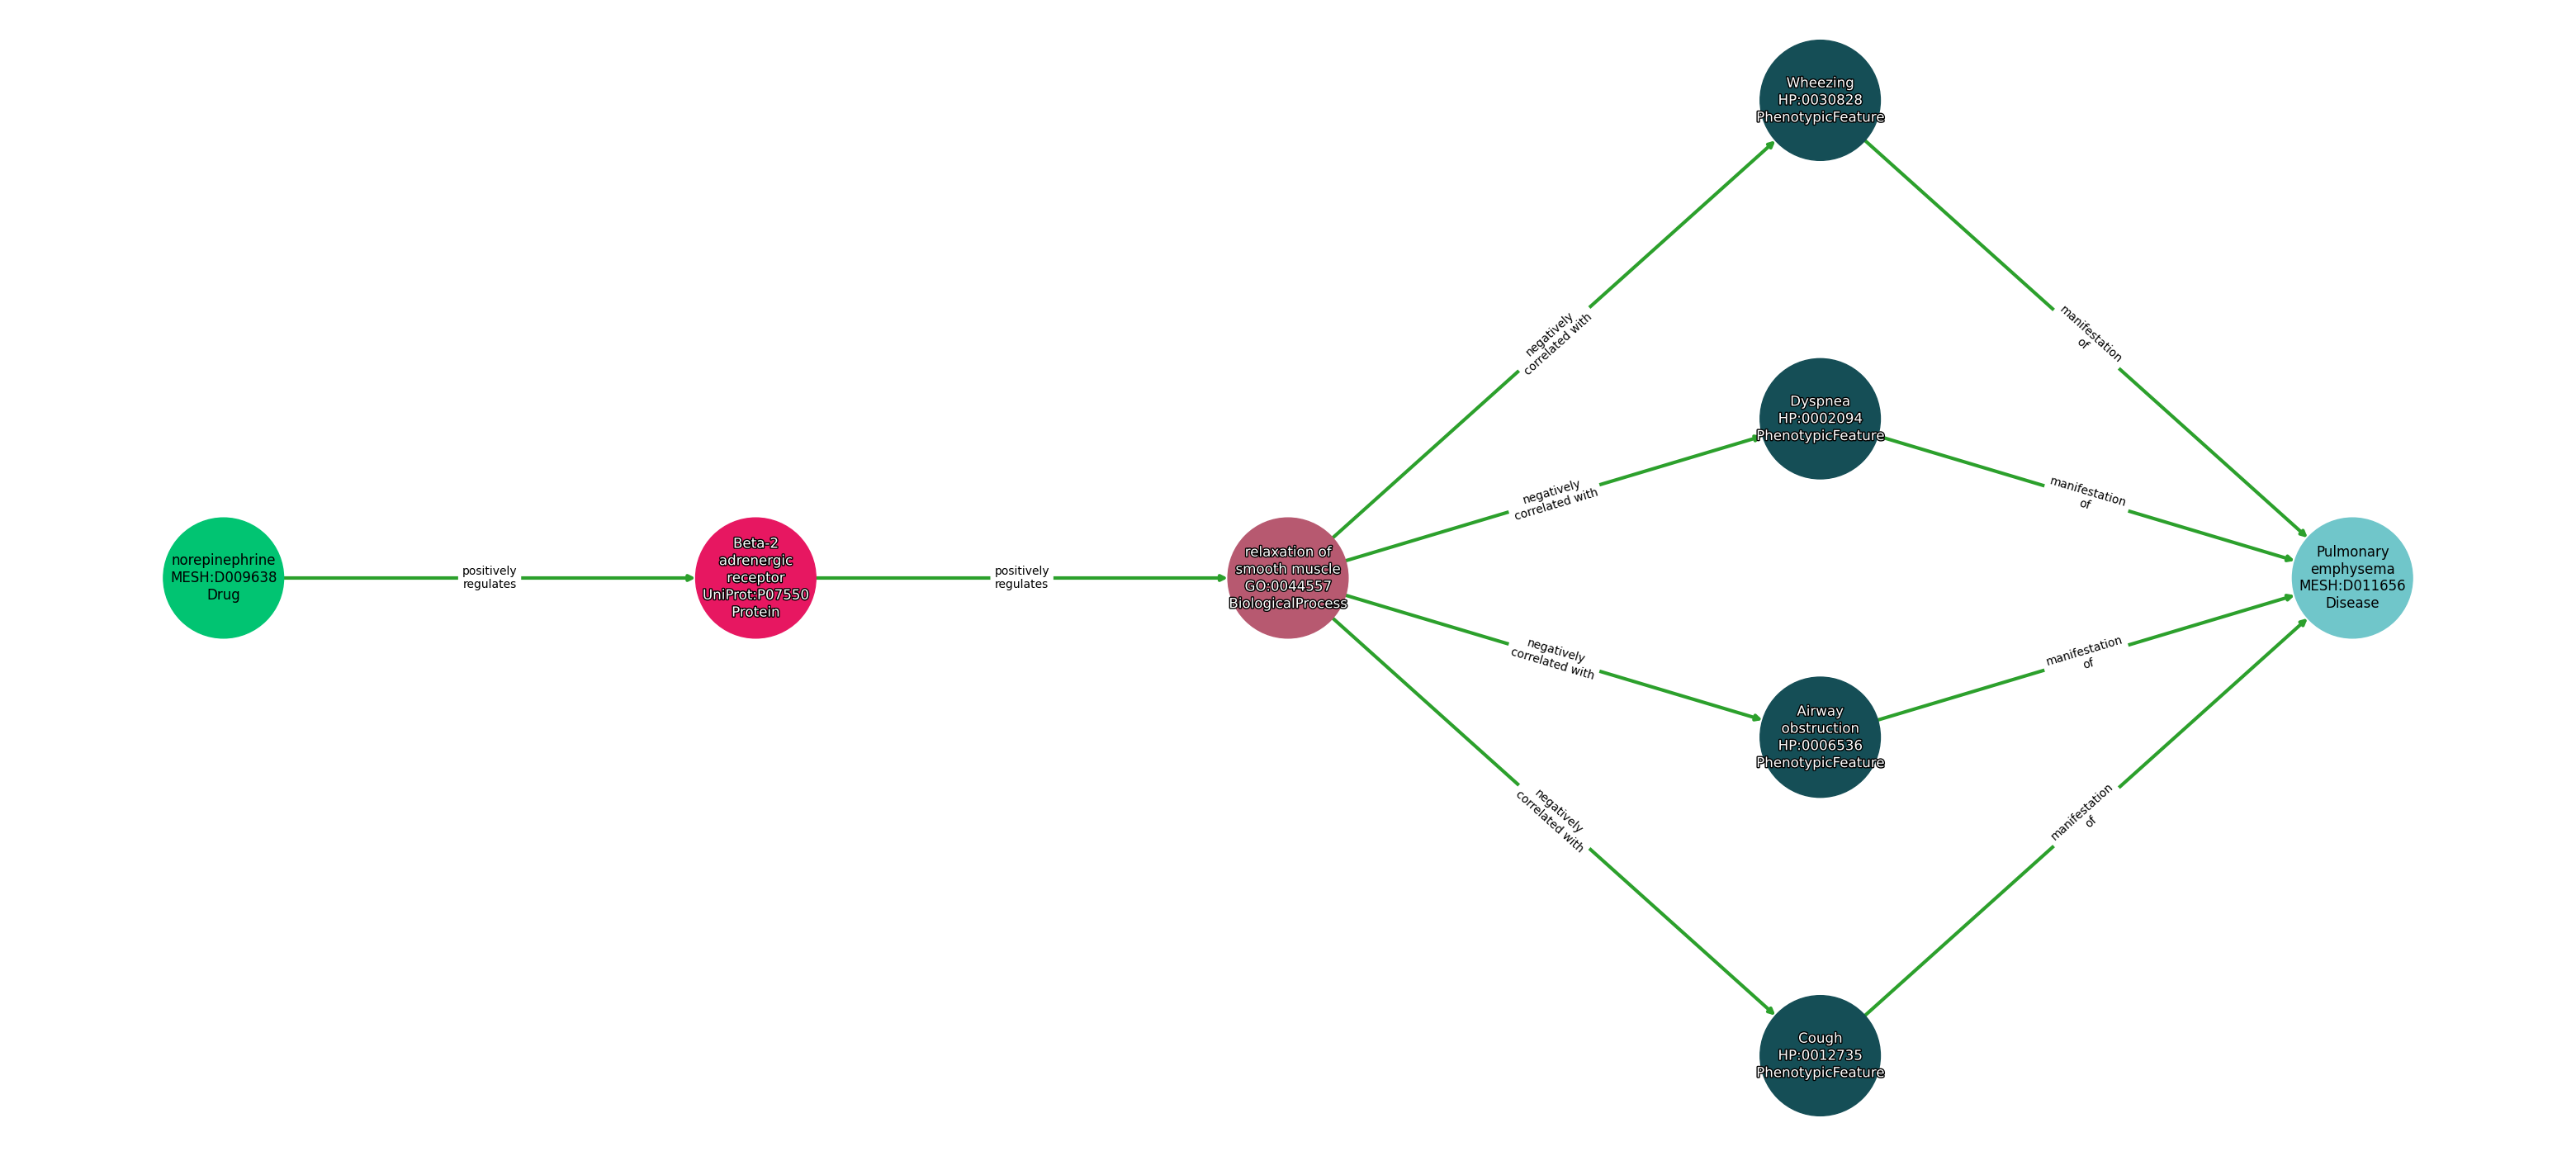 norepinephrine
MESH:D009638
Drug
positively
regulates
Beta-2
adrenergic
receptor
UniProt:P07550
Protein
positively
regulates
relaxation of
smooth muscle
GO:0044557
BiologicalProcess
negatively
correlated with
negatively
correlated with
negatively
correlated with
negatively
correlated with
Wheezing
HP:0030828
PhenotypicFeature
Dyspnea
HP:0002094
PhenotypicFeature
Airway
obstruction
HP:0006536
PhenotypicFeature
Cough
HP:0012735
PhenotypicFeature
manifestation
of
manifestation
of
manifestation
of
manifestation
of
Pulmonary
emphysema
MESH:D011656
Disease